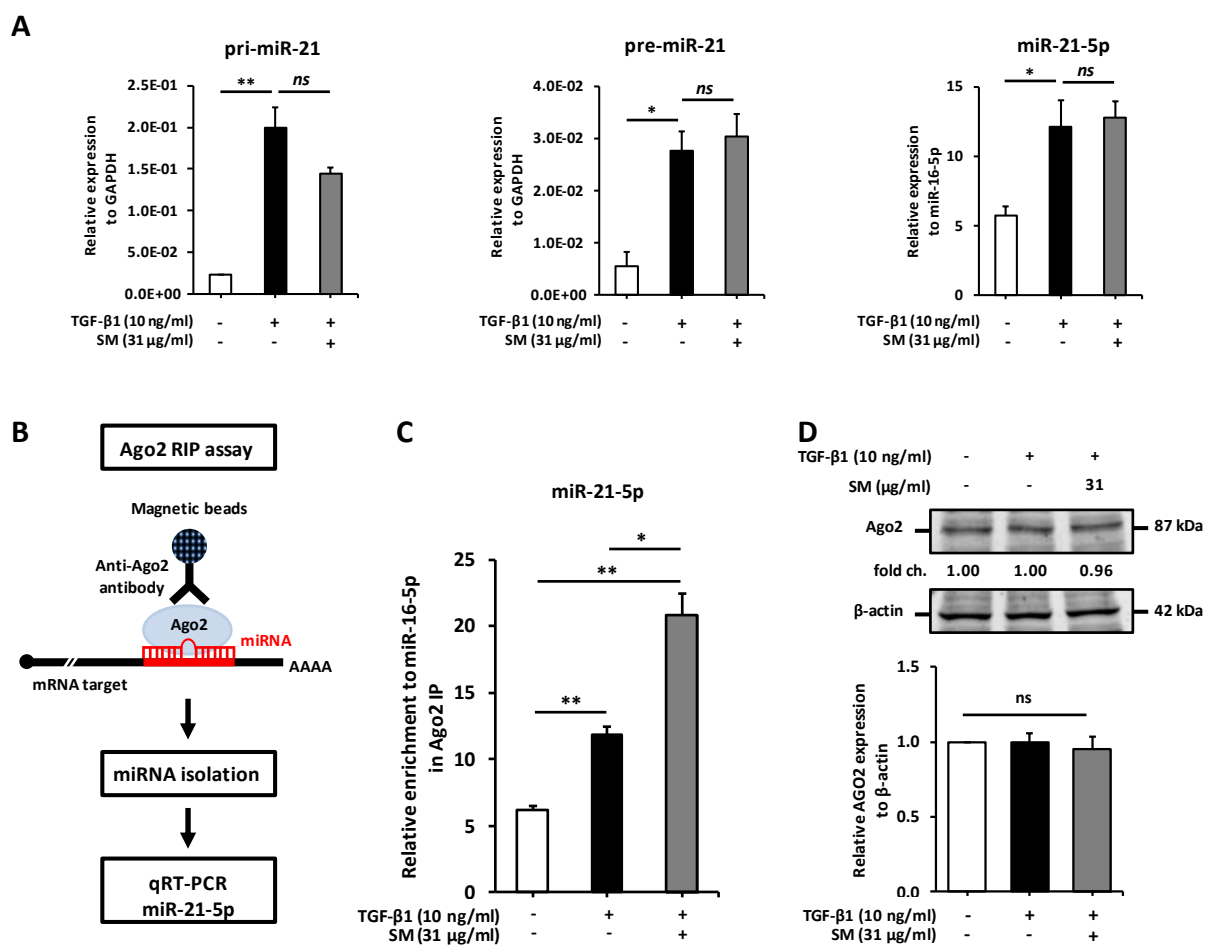 A
pri-miR-21
Relative expression
to GAPDH
2.5E-01
2.0E-01
1.5E-01
1.0E-01
5.0E-02
0.0E+00
** ns
TGF-β1 (10 ng/ml) - + +
SM (31 μg/ml) - - +
pre-miR-21
Relative expression
to GAPDH
4.0E-02
3.0E-02
2.0E-02
1.0E-02
0.0E+00
* ns
TGF-β1 (10 ng/ml) - + +
SM (31 μg/ml) - - +
miR-21-5p
Relative expression
to miR-16-5p
15
10
5
0
* ns
TGF-β1 (10 ng/ml) - + +
SM (31 μg/ml) - - +
B
Ago2 RIP assay
Magnetic beads
Anti-Ago2
antibody
Ago2
miRNA
AAAA
mRNA target
miRNA isolation
qRT-PCR
miR-21-5p
C
miR-21-5p
Relative enrichment to miR-16-5p
in Ago2 IP
25
20
15
10
5
0
*
**
**
TGF-β1 (10 ng/ml) - + +
SM (31 μg/ml) - - +
D
TGF-β1 (10 ng/ml) - + +
SM (μg/ml) - - 31
Ago2 87 kDa
fold ch. 1.00 1.00 0.96
β-actin 42 kDa
Relative AGO2 expression
to β-actin
1.5
1.0
0.5
0.0
ns
TGF-β1 (10 ng/ml) - + +
SM (31 μg/ml) - - +